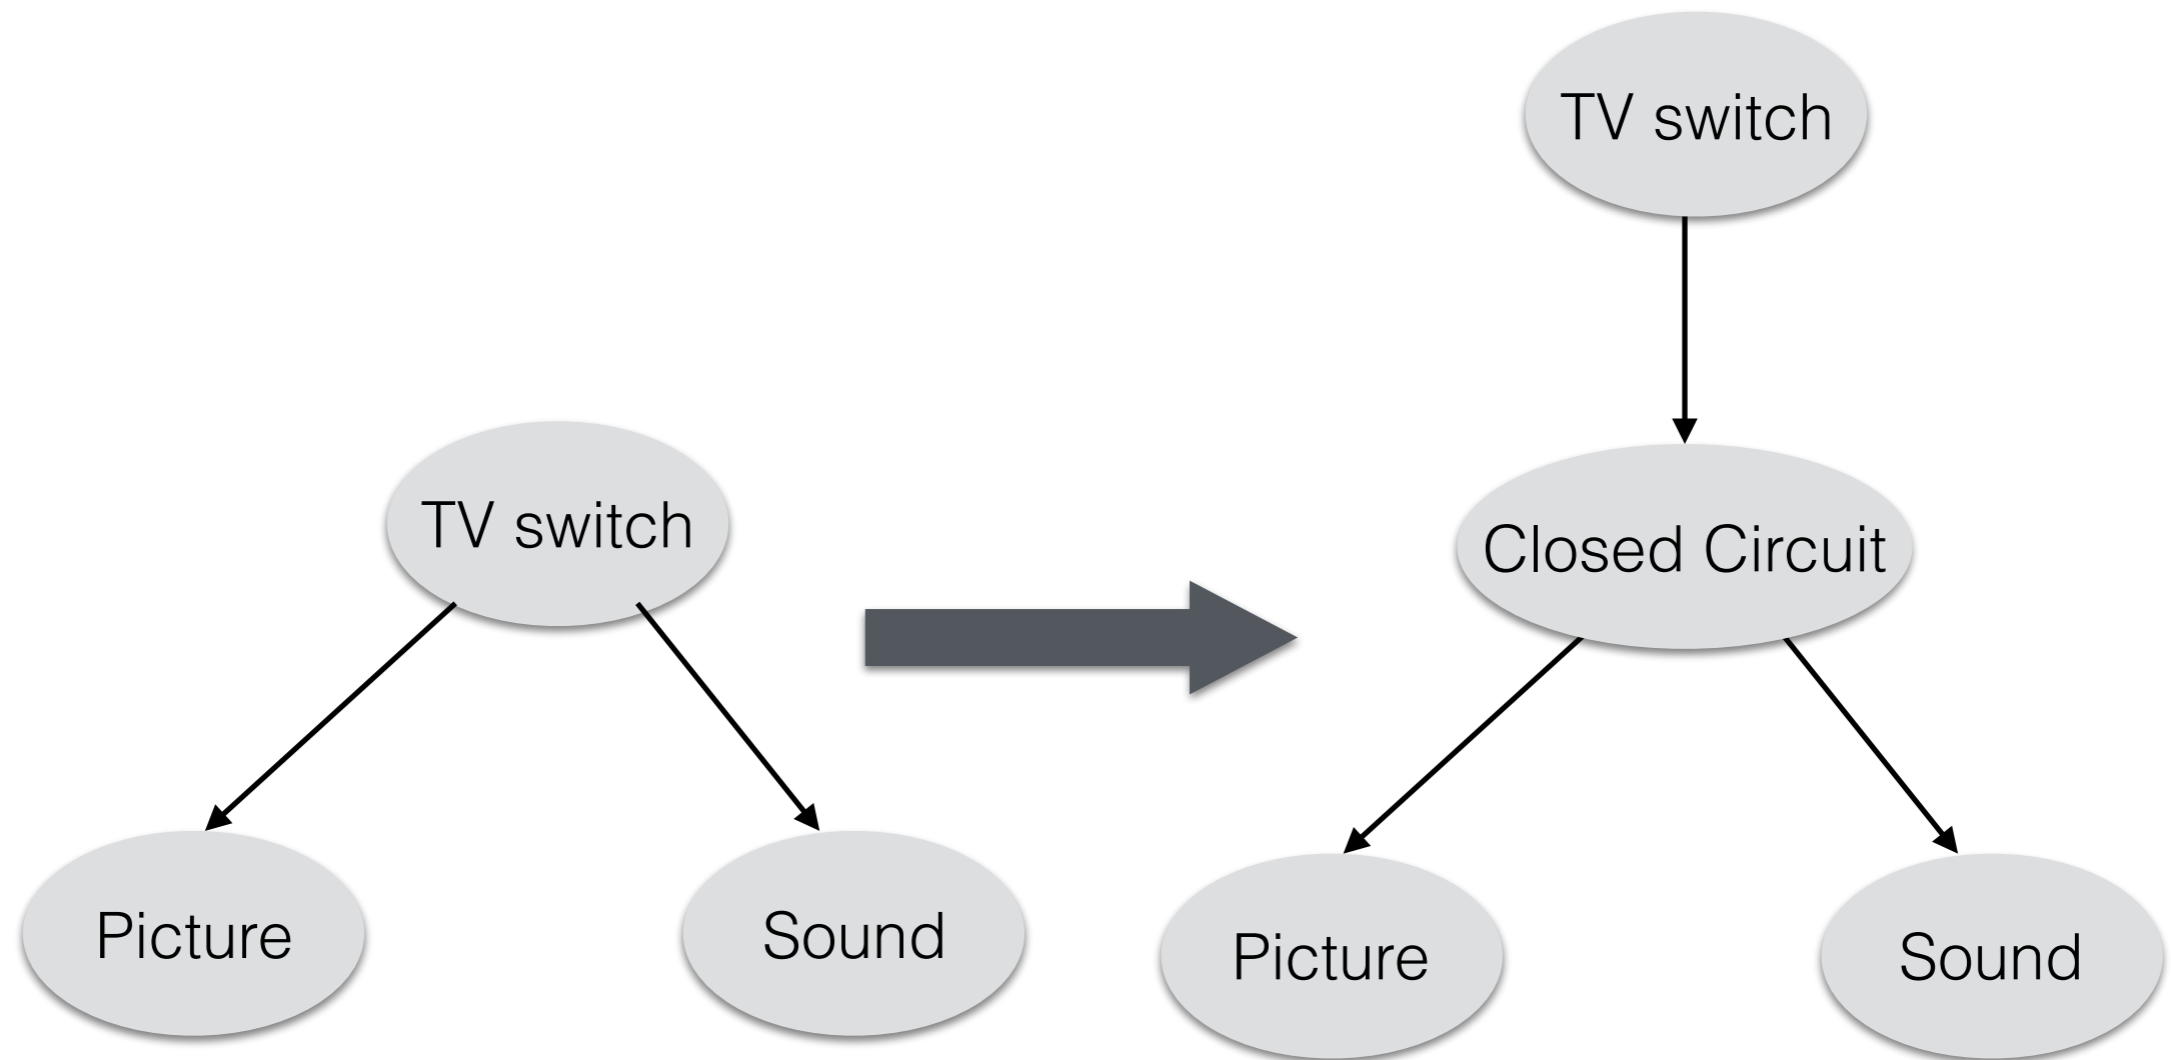 TV switch
Picture
Sound
TV switch
Closed Circuit
Picture
Sound